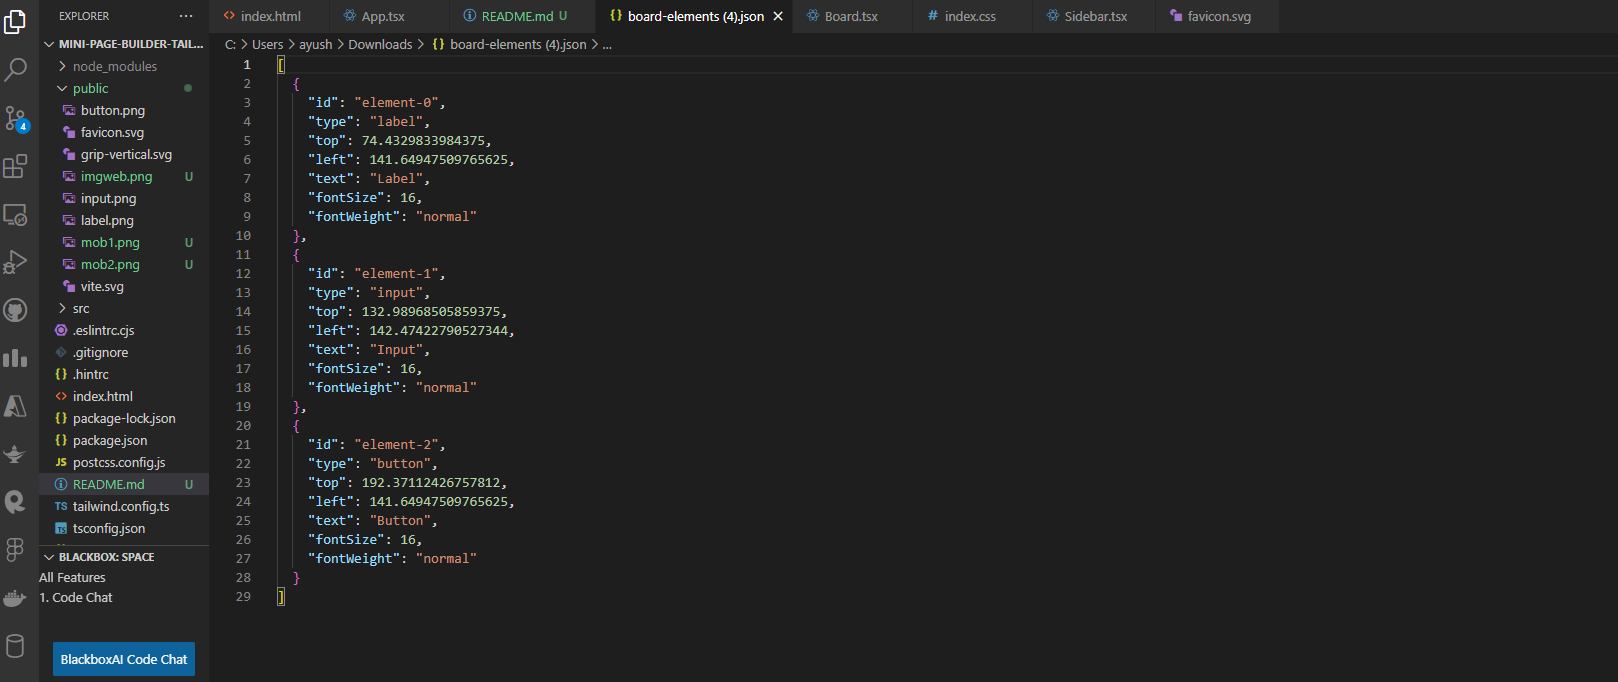 EXPLORER
MINI-PAGE-BUILDER-TAIL...
node_modules
public
button.png
favicon.svg
grip-vertical.svg
imgweb.png U
input.png
label.png
mob1.png U
mob2.png U
vite.svg
src
.eslintrc.cjs
.gitignore
.hintrc
index.html
package-lock.json
package.json
JS postcss.config.js
README.md U
TS tailwind.config.ts
TS tsconfig.json
BLACKBOX: SPACE
All Features
1. Code Chat
BlackboxAI Code Chat
4
index.html App.tsx README.md U {} board-elements (4).json × Board.tsx # index.css Sidebar.tsx favicon.svg
C: > Users > ayush > Downloads > {} board-elements (4).json > ...
1 [
2 {
3 "id": "element-0",
4 "type": "label",
5 "top": 74.4329833984375,
6 "left": 141.64947509765625,
7 "text": "Label",
8 "fontSize": 16,
9 "fontWeight": "normal"
10 },
11 {
12 "id": "element-1",
13 "type": "input",
14 "top": 132.98968505859375,
15 "left": 142.47422790527344,
16 "text": "Input",
17 "fontSize": 16,
18 "fontWeight": "normal"
19 },
20 {
21 "id": "element-2",
22 "type": "button",
23 "top": 192.37112426757812,
24 "left": 141.64947509765625,
25 "text": "Button",
26 "fontSize": 16,
27 "fontWeight": "normal"
28 }
29 ]